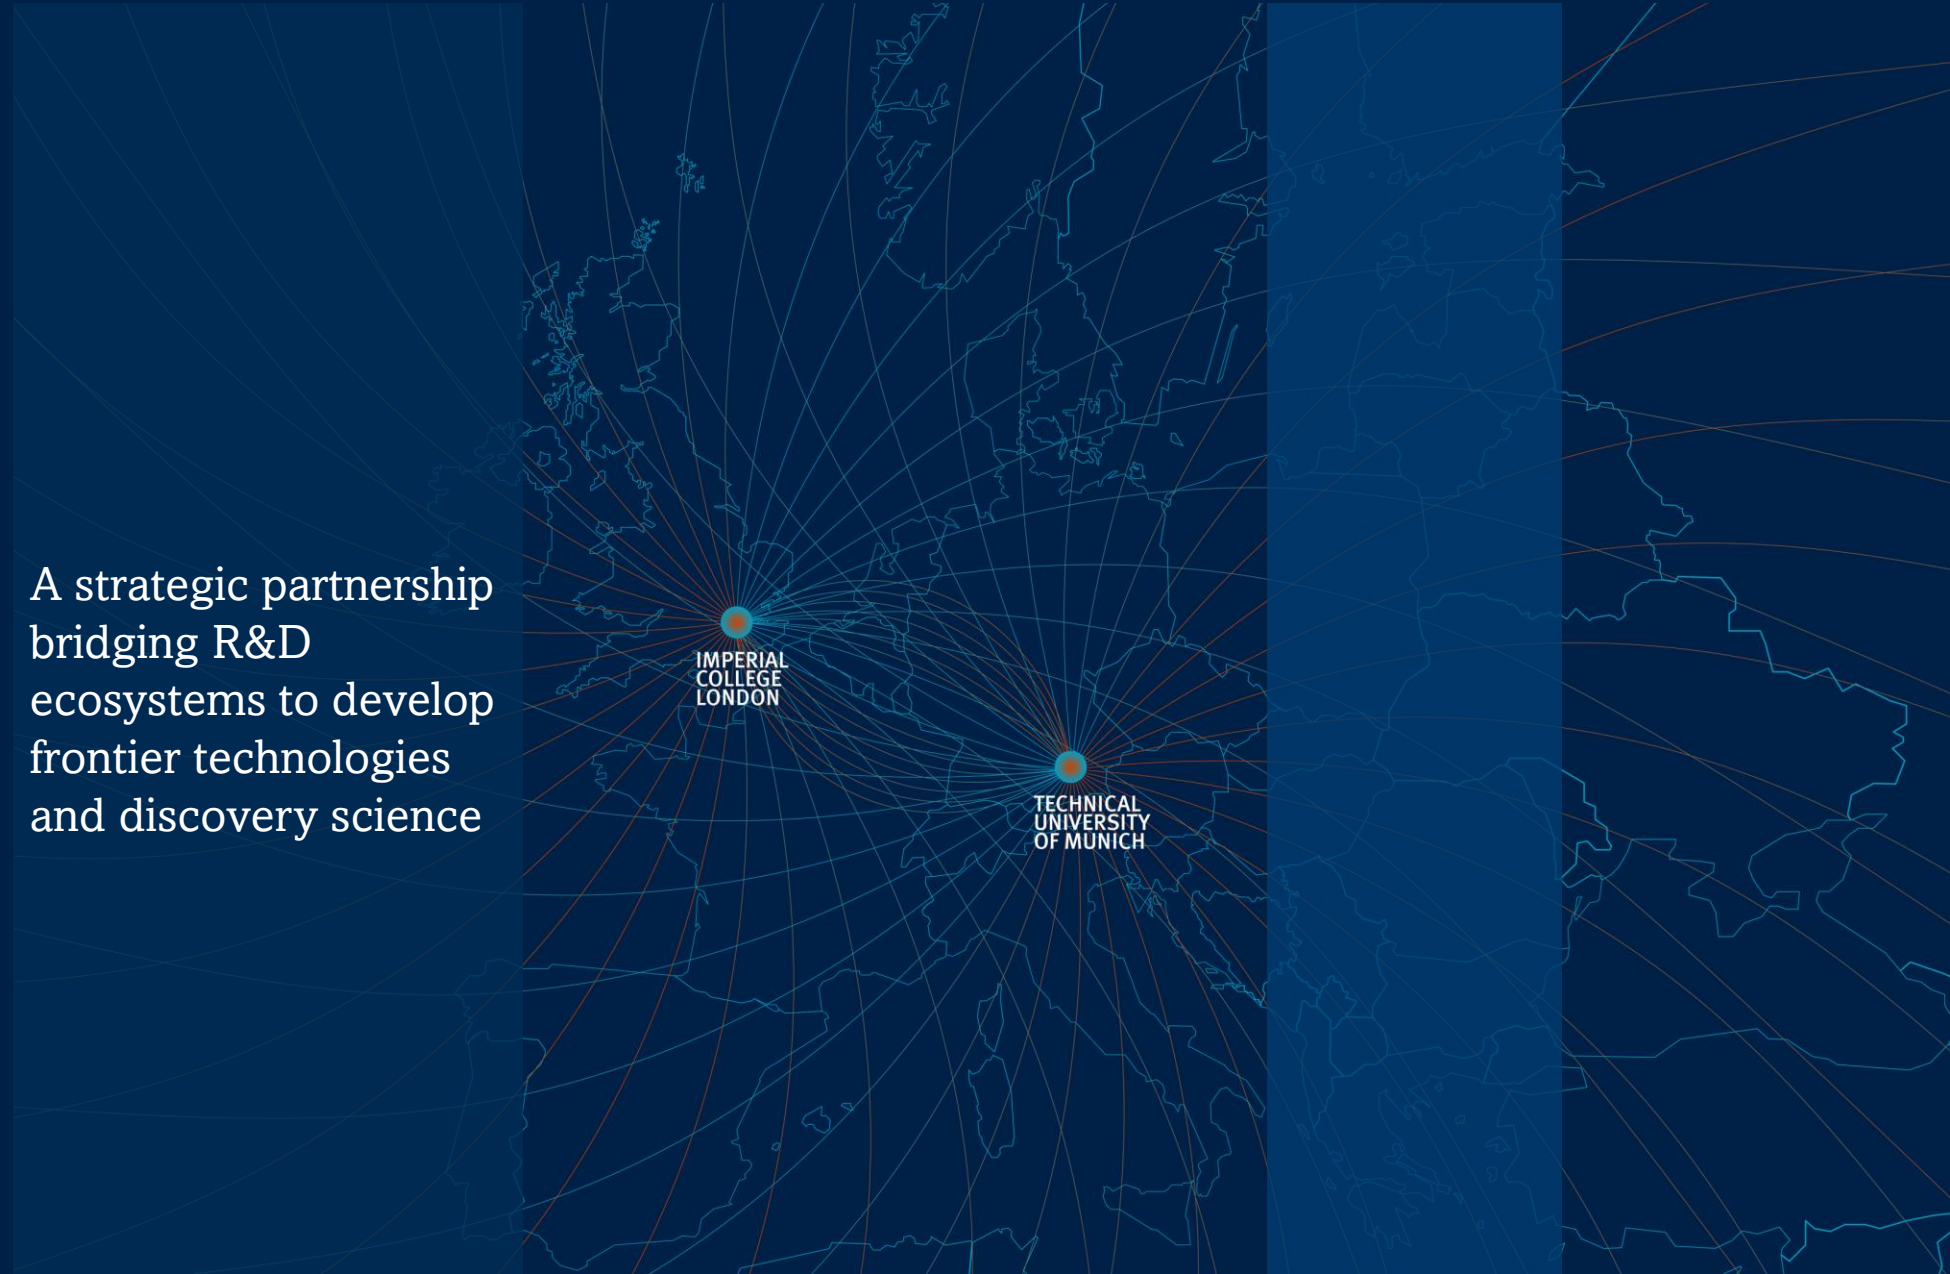 A strategic partnership
bridging R&D
ecosystems to develop
frontier technologies
and discovery science
IMPERIAL
COLLEGE
LONDON
TECHNICAL
UNIVERSITY
OF MUNICH